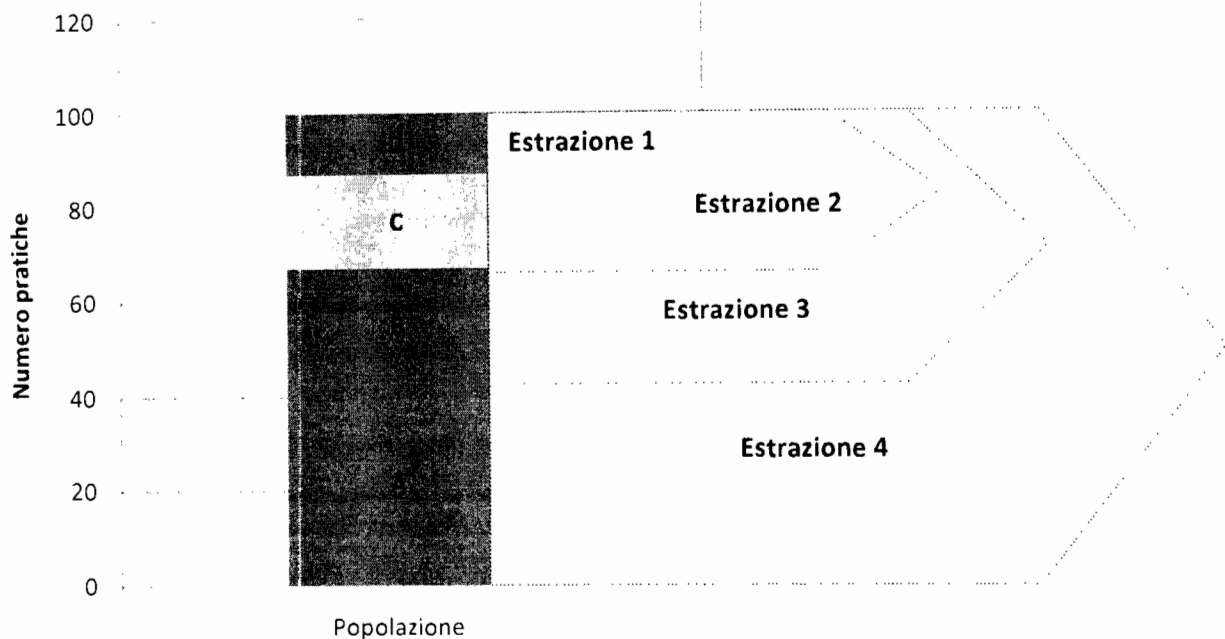 120
100
Estrazione 1
80
Estrazione 2
C
Numero pratiche
60
Estrazione 3
40
Estrazione 4
20
0
Popolazione